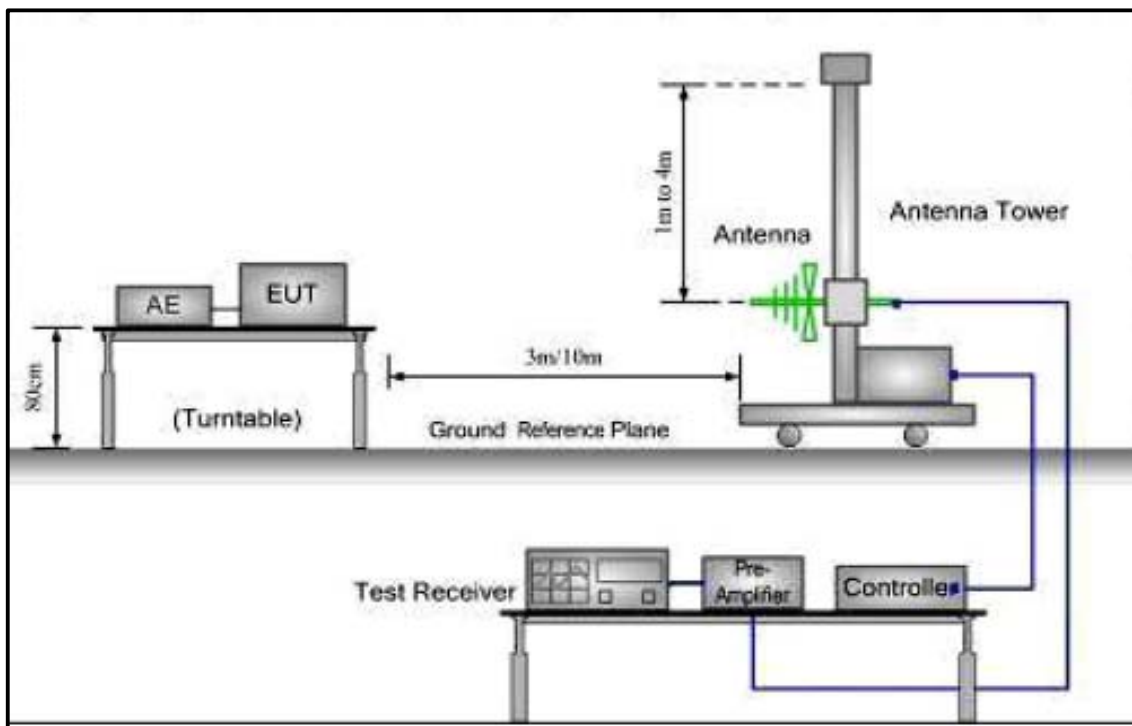 1m to 4m
Antenna Tower
Antenna
AE
EUT
80cm
3m/10m
(Turntable)
Ground Reference Plane
Test Receiver
Pre-
Amplifier
Controller